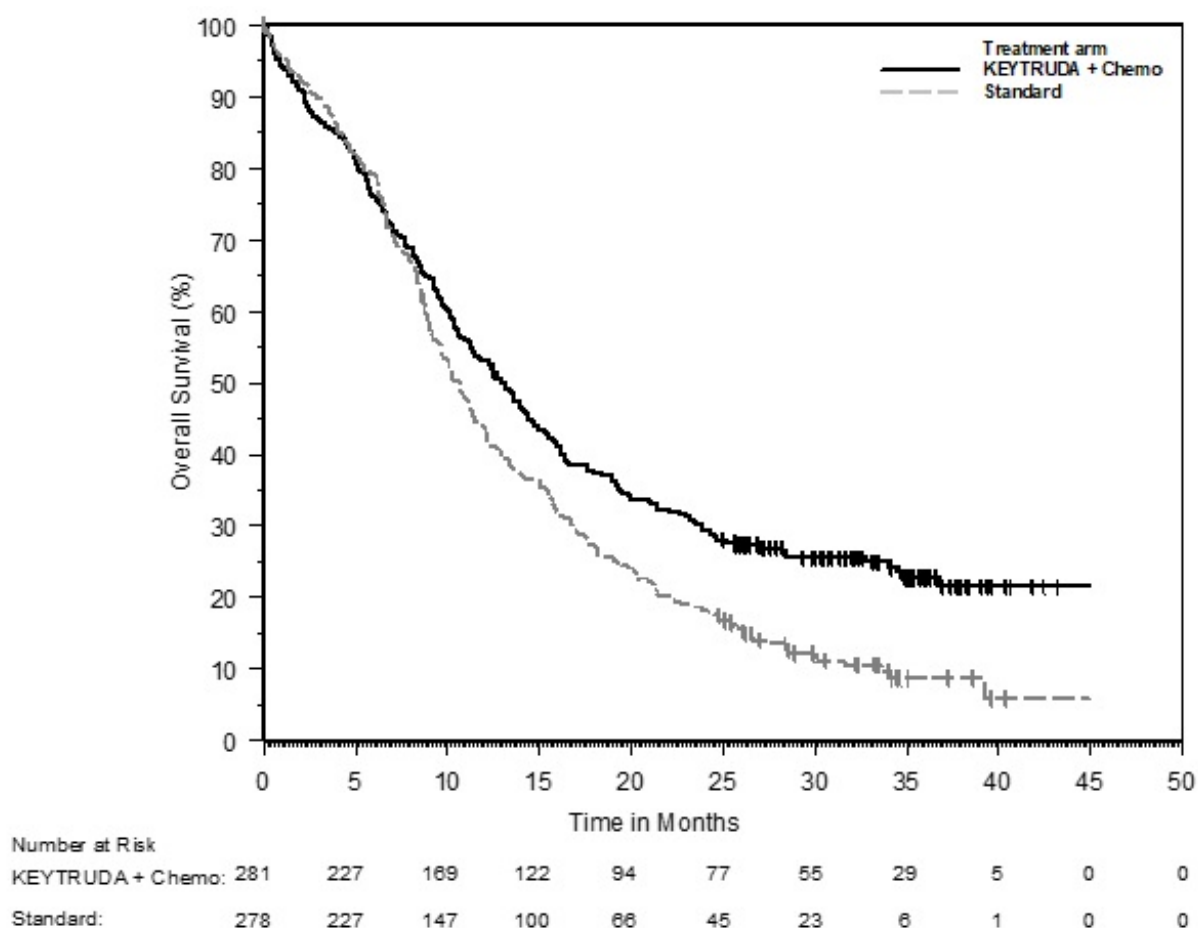 Treatment arm
KEYTRUDA + Chemo
Standard
Overall Survival (%)
100
90
80
70
60
50
40
30
20
10
0
0 5 10 15 20 25 30 35 40 45 50
Time in Months
Number at Risk
KEYTRUDA + Chemo: 281 227 169 122 94 77 55 29 5 0 0
Standard: 278 227 147 100 66 45 23 6 1 0 0